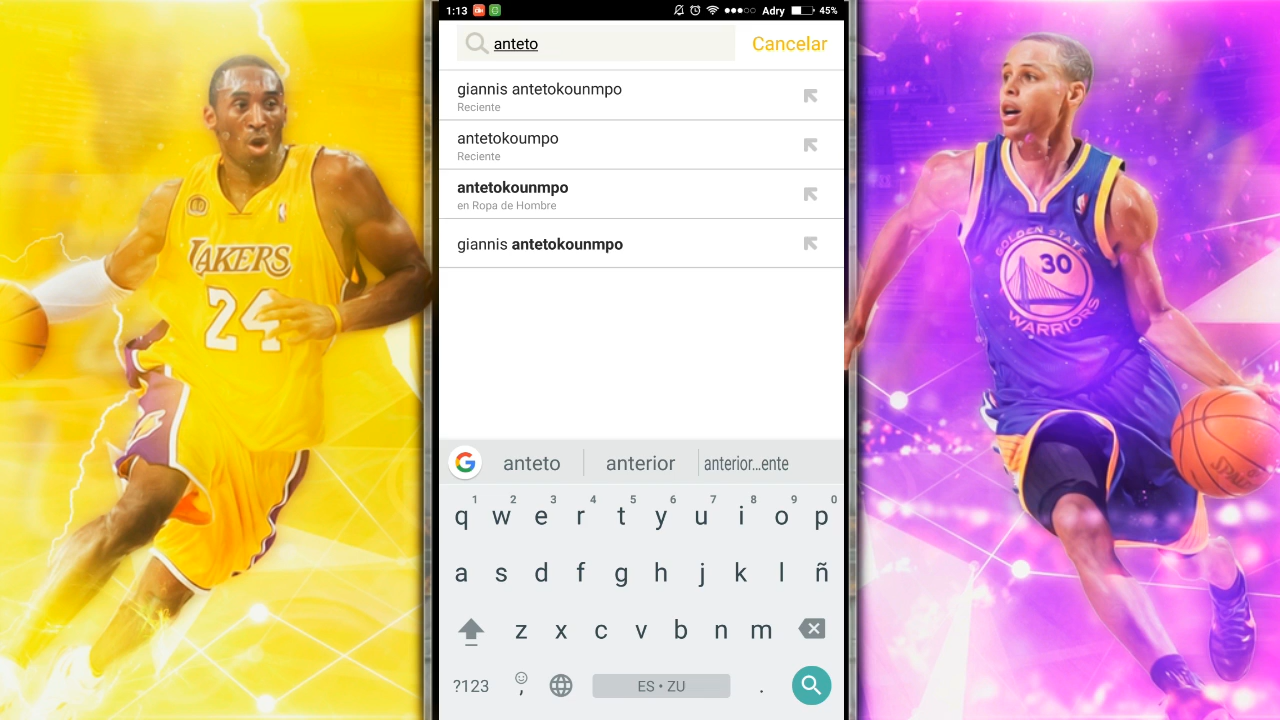 1:13
Adry
45%
anteto
Cancelar
giannis antetokounmpo
Reciente
antetokoumpo
Reciente
antetokounmpo
en Ropa de Hombre
giannis antetokounmpo
LAKERS
24
GOLDEN STATE
30
WARRIORS
SPALDING
G anteto anterior anterior...ente
1 2 3 4 5 6 7 8 9 0
q w e r t y u i o p
a s d f g h j k l ñ
z x c v b n m
?123 , ES • ZU .